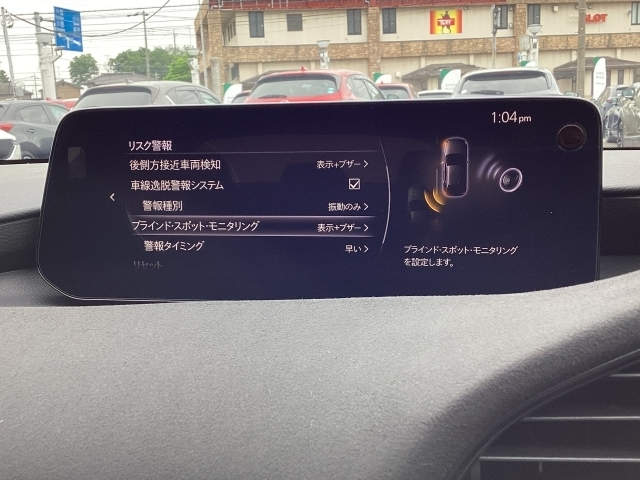 1:04pm
リスク警報
後側方接近車両検知 表示+ブザー
車線逸脱警報システム
警報種別 振動のみ
ブラインド・スポット・モニタリング 表示+ブザー
警報タイミング 早い
ブラインド・スポット・モニタリング
を設定します。